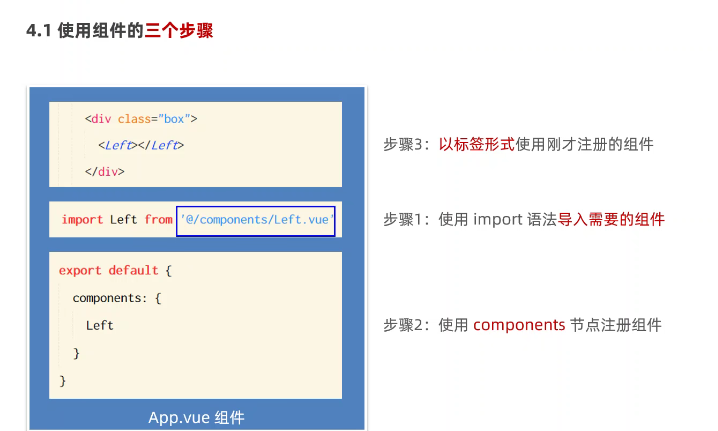 4.1 使用组件的三个步骤
<div class="box">
<Left></Left>
</div>
步骤3：以标签形式使用刚才注册的组件
import Left from '@/components/Left.vue'
步骤1：使用 import 语法导入需要的组件
export default {
components: {
Left
}
}
步骤2：使用 components 节点注册组件
App.vue 组件